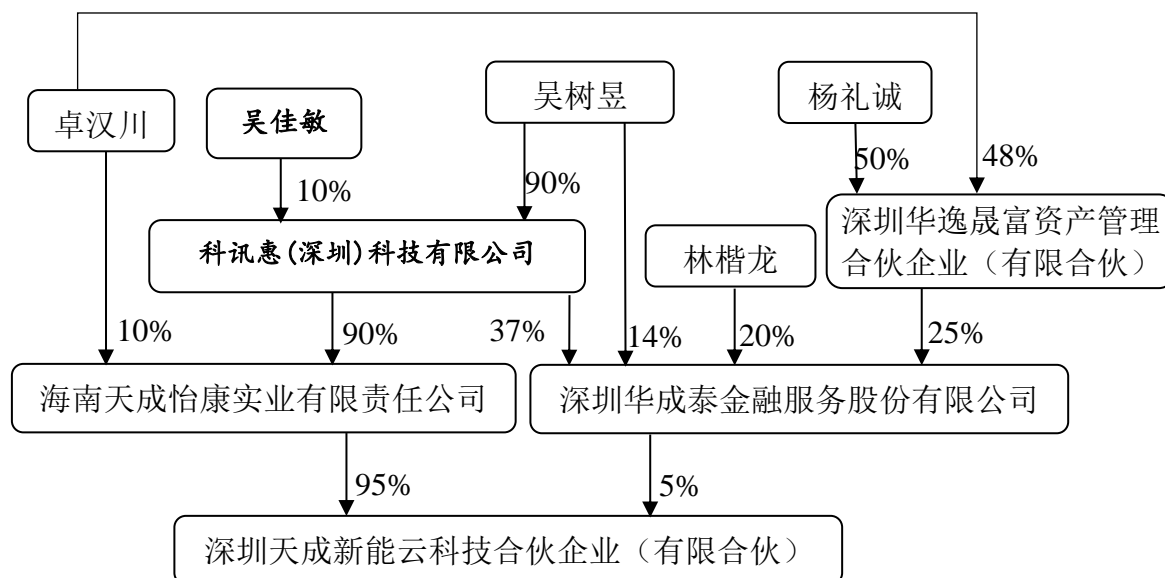 卓汉川
吴佳敏
吴树昱
杨礼诚
10%
90%
50%
48%
科讯惠(深圳)科技有限公司
林楷龙
深圳华逸晟富资产管理
合伙企业（有限合伙）
10%
90%
37%
14%
20%
25%
海南天成怡康实业有限责任公司
深圳华成泰金融服务股份有限公司
95%
5%
深圳天成新能云科技合伙企业（有限合伙）